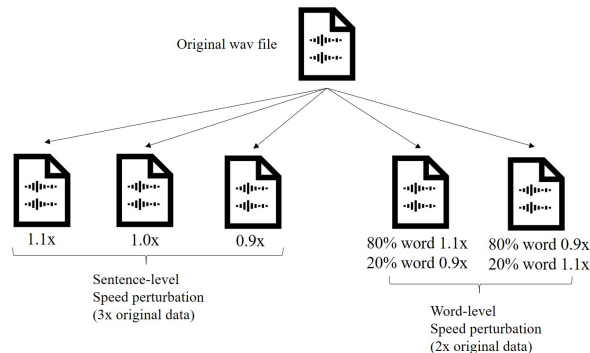 Original wav file
1.1x
1.0x
0.9x
80% word 1.1x
20% word 0.9x
80% word 0.9x
20% word 1.1x
Sentence-level
Speed perturbation
(3x original data)
Word-level
Speed perturbation
(2x original data)